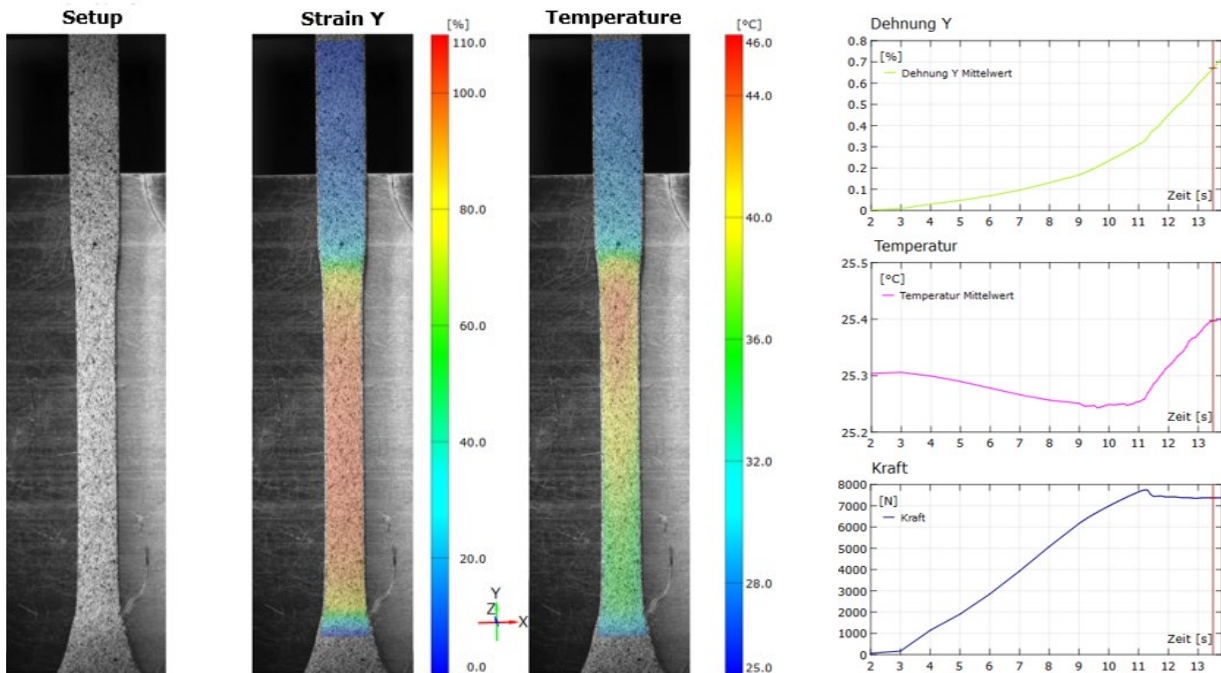 Setup
Strain Y
Temperature
[%]
110.0
100.0
80.0
60.0
40.0
20.0
0.0
Y
Z
X
[°C]
46.0
44.0
40.0
36.0
32.0
28.0
25.0
Dehnung Y
0.8
0.7
0.6
0.5
0.4
0.3
0.2
0.1
0
[%]
Dehnung Y Mittelwert
Zeit [s]
2 3 4 5 6 7 8 9 10 11 12 13
Temperatur
25.5
25.4
25.3
25.2
[°C]
Temperatur Mittelwert
Zeit [s]
2 3 4 5 6 7 8 9 10 11 12 13
Kraft
8000
7000
6000
5000
4000
3000
2000
1000
0
[N]
Kraft
Zeit [s]
2 3 4 5 6 7 8 9 10 11 12 13